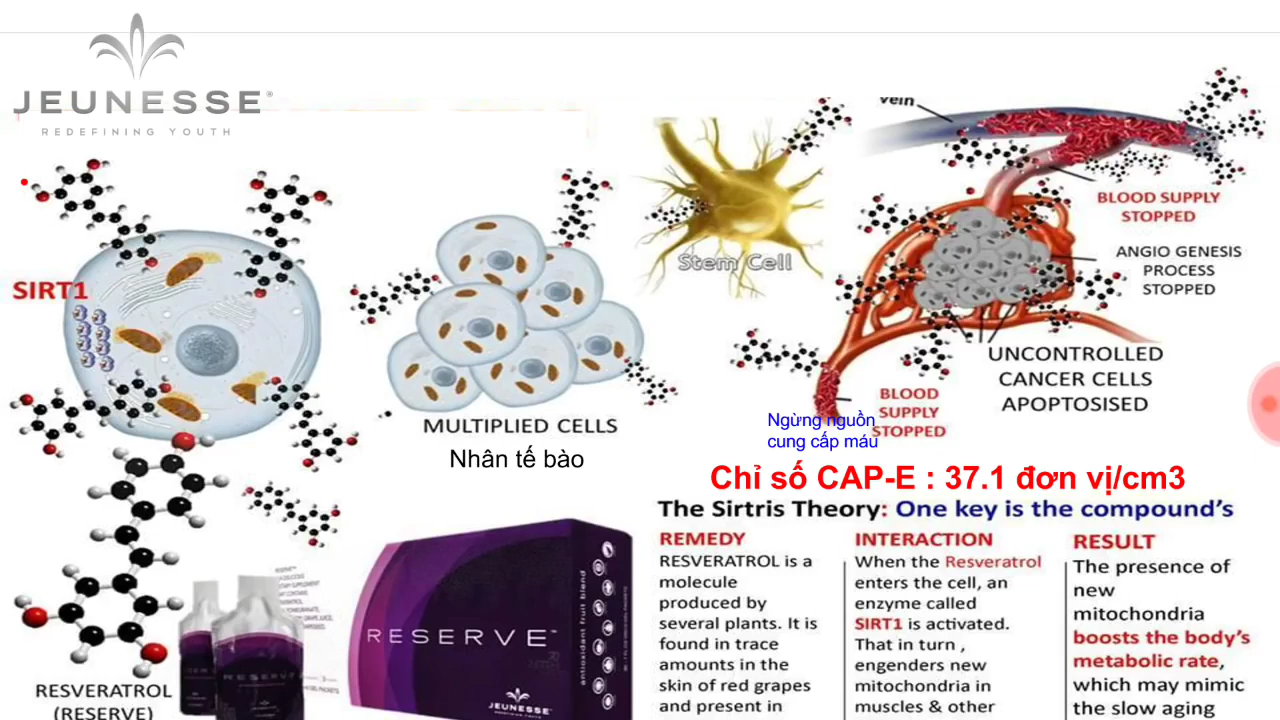 JEUNESSE®
REDEFINING YOUTH
vein
BLOOD SUPPLY
STOPPED
Stem Cell
ANGIO GENESIS
PROCESS
STOPPED
SIRT1
UNCONTROLLED
CANCER CELLS
APOPTOSISED
BLOOD
SUPPLY
STOPPED
Ngừng nguồn
cung cấp máu
MULTIPLIED CELLS
Nhân tế bào
Chỉ số CAP-E : 37.1 đơn vị/cm3
The Sirtris Theory: One key is the compound's
REMEDY
RESVERATROL is a
molecule
produced by
several plants. It is
found in trace
amounts in the
skin of red grapes
and present in
INTERACTION
When the Resveratrol
enters the cell, an
enzyme called
SIRT1 is activated.
That in turn ,
engenders new
mitochondria in
muscles & other
RESULT
The presence of
new
mitochondria
boosts the body's
metabolic rate,
which may mimic
the slow aging
RESERVE™
antioxidant fruit blend
JEUNESSE
RESERVE
RESVERATROL
(RESERVE)